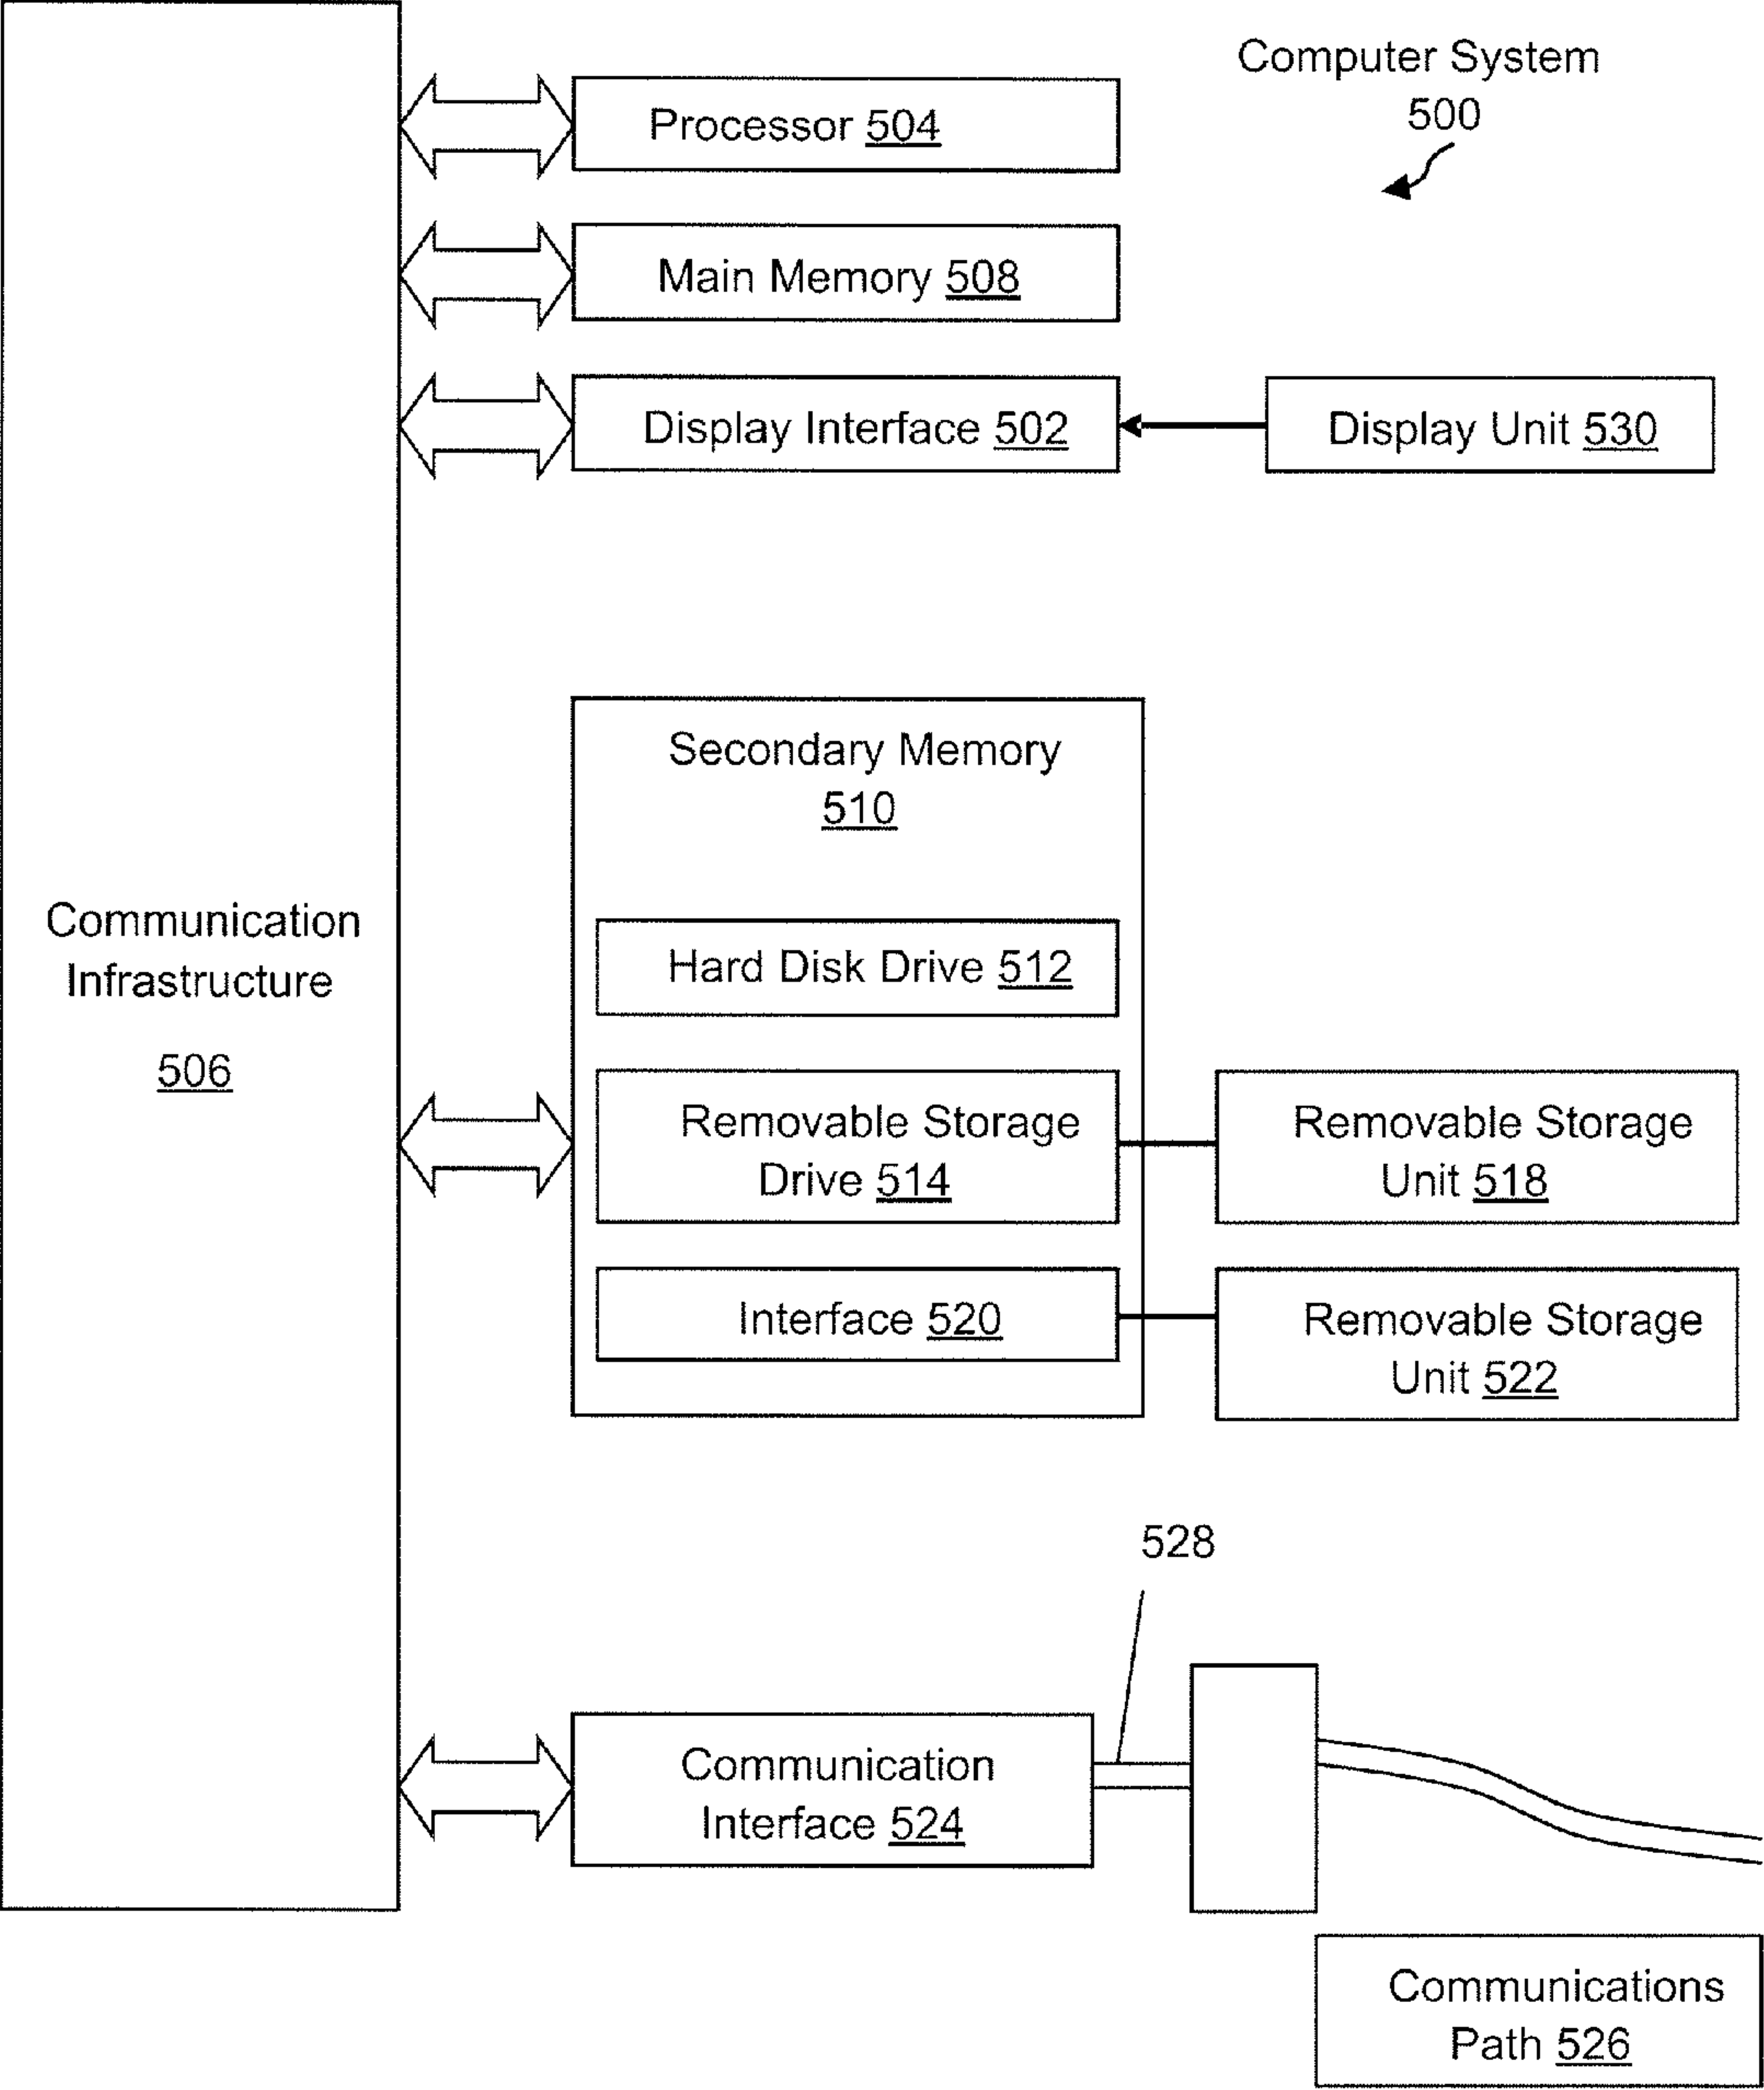 Computer System
500
Processor 504
Main Memory 508
Display Interface 502
Display Unit 530
Secondary Memory
510
Communication
Infrastructure
506
Hard Disk Drive 512
Removable Storage
Drive 514
Removable Storage
Unit 518
Interface 520
Removable Storage
Unit 522
528
Communication
Interface 524
Communications
Path 526